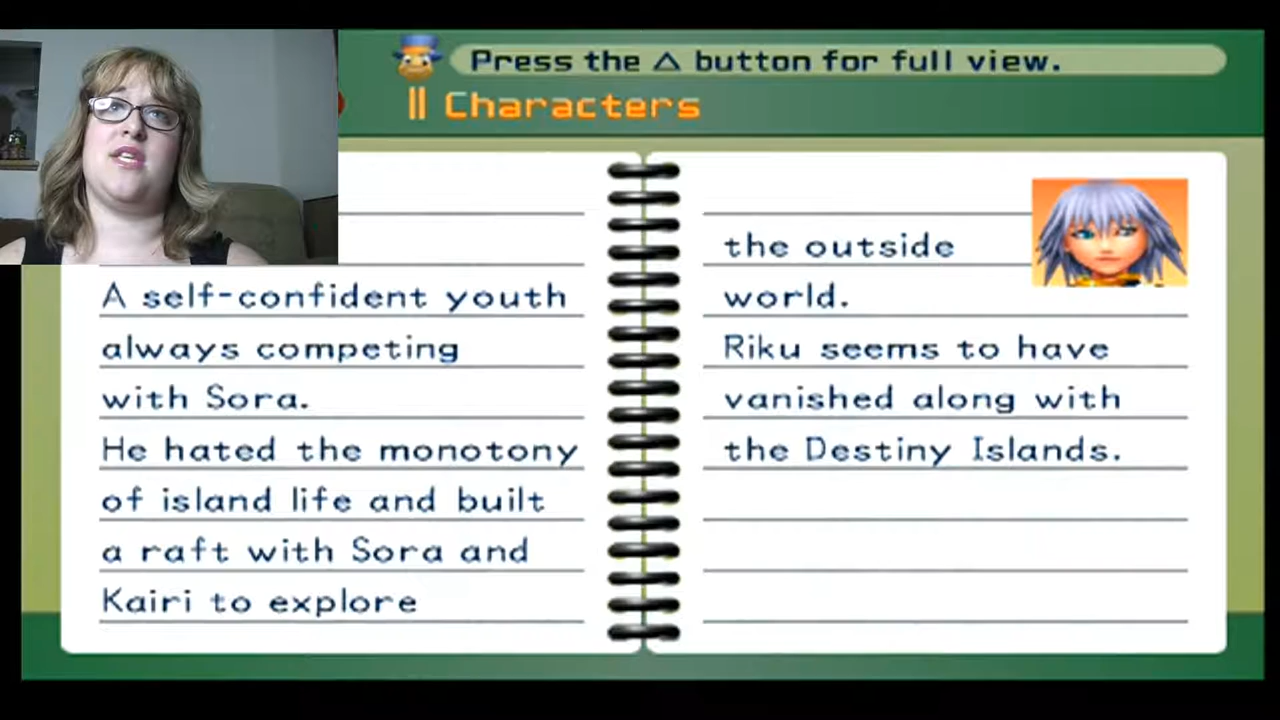 Press the △ button for full view.
Characters
A self-confident youth
always competing
with Sora.
He hated the monotony
of island life and built
a raft with Sora and
Kairi to explore
the outside
world.
Riku seems to have
vanished along with
the Destiny Islands.